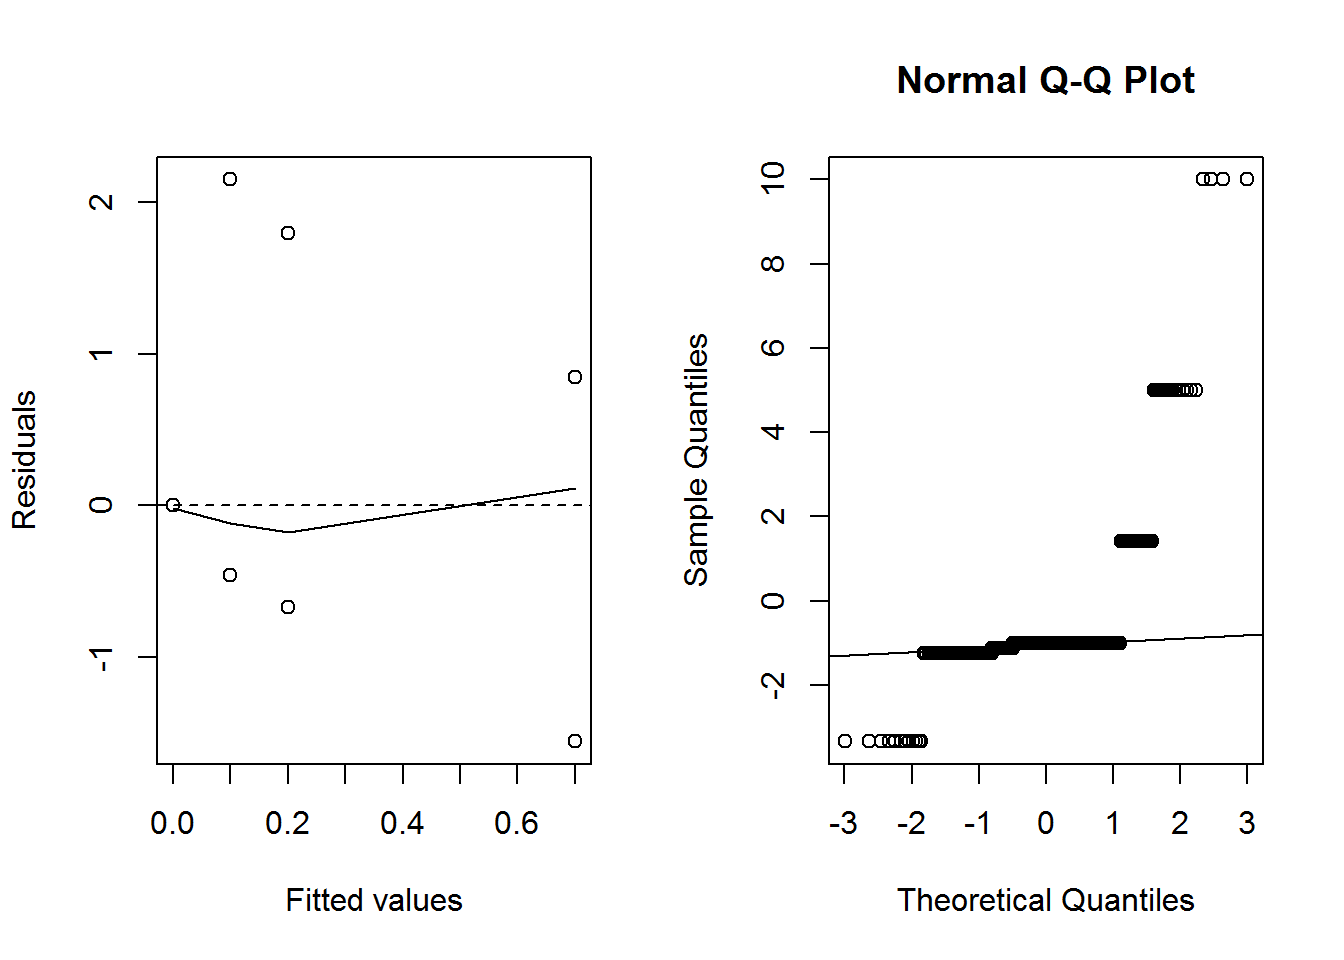 Residuals
2
1
0
-1
0.0 0.2 0.4 0.6
Fitted values
Normal Q-Q Plot
Sample Quantiles
10
8
6
4
2
0
-2
-3 -2 -1 0 1 2 3
Theoretical Quantiles